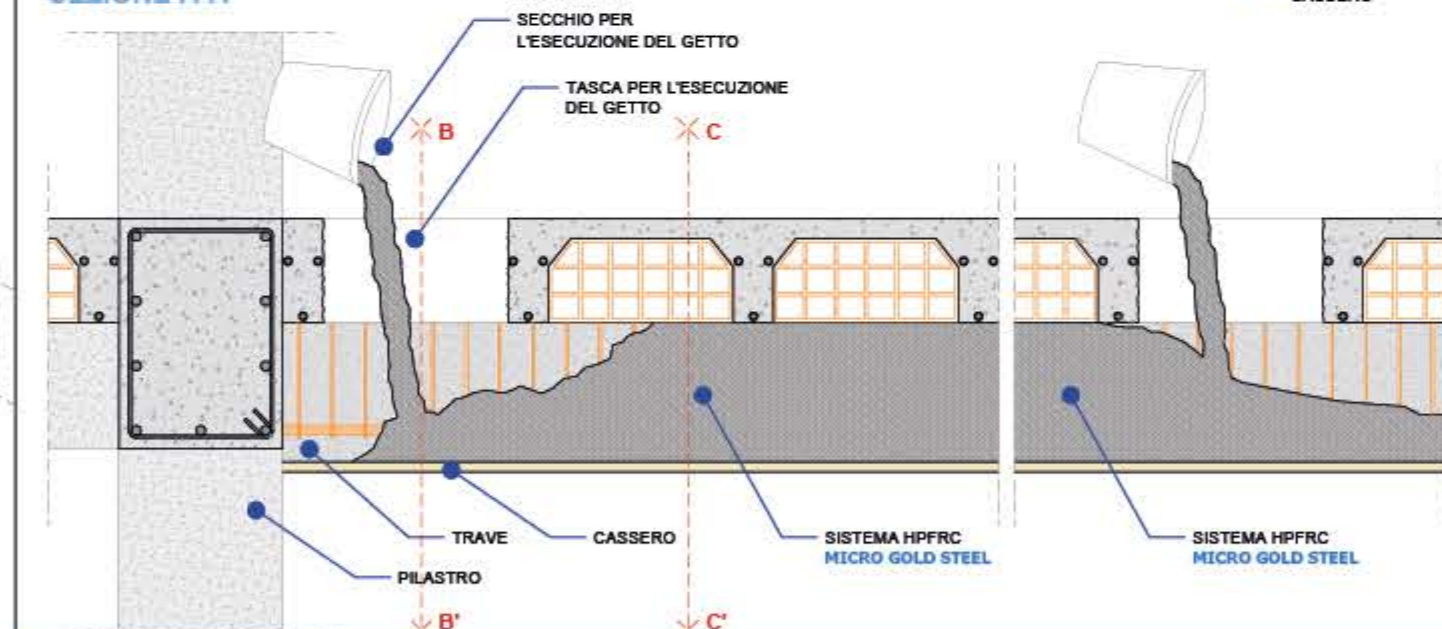 SECCHIO PER
L'ESECUZIONE DEL GETTO
TASCA PER L'ESECUZIONE
DEL GETTO
B
C
TRAVE
CASSERO
SISTEMA HPFRC
MICRO GOLD STEEL
SISTEMA HPFRC
MICRO GOLD STEEL
PILASTRO
B'
C'